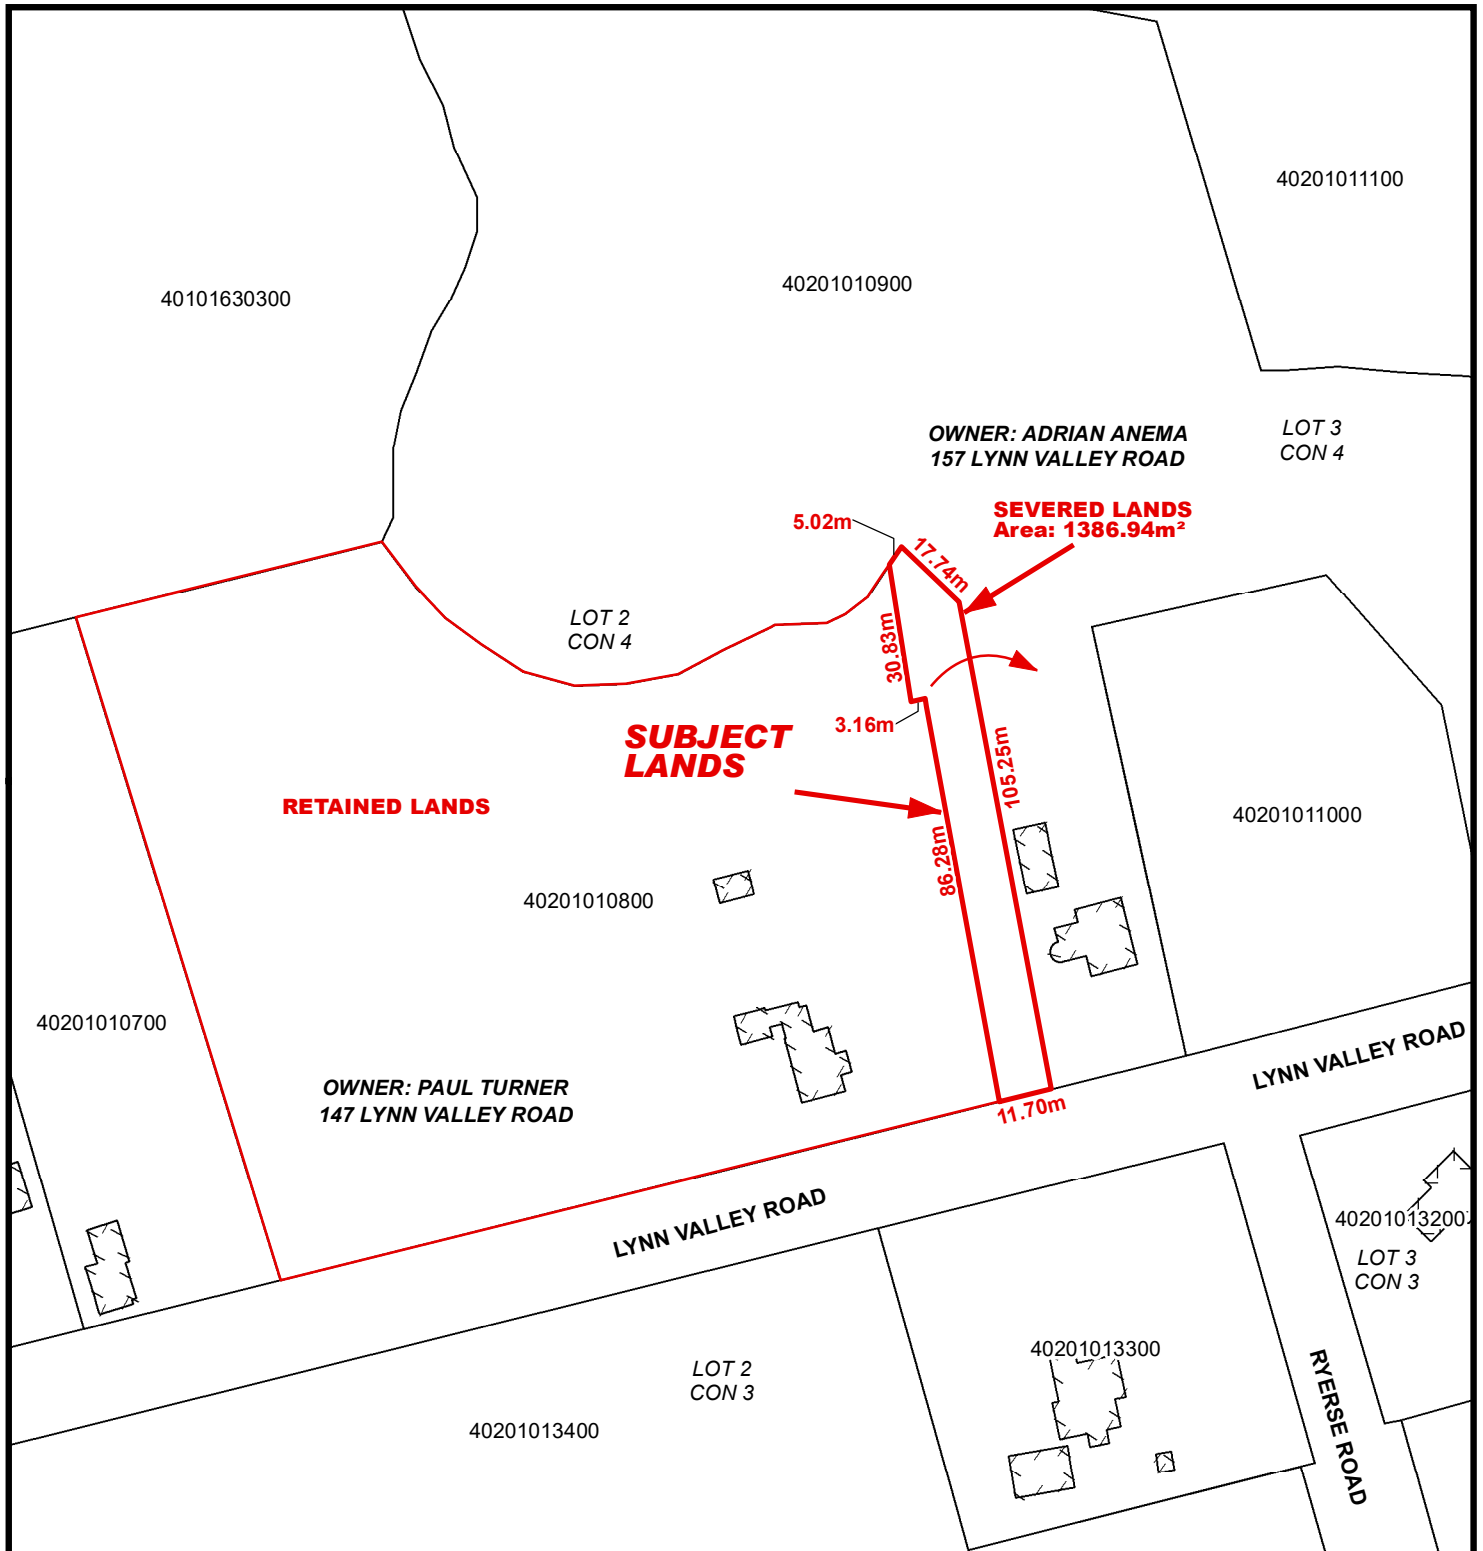 40201011100
40201010900
40101630300
OWNER: ADRIAN ANEMA
157 LYNN VALLEY ROAD
LOT 3
CON 4
SEVERED LANDS
Area: 1386.94m²
5.02m
17.74m
LOT 2
CON 4
30.83m
3.16m
SUBJECT
LANDS
105.25m
RETAINED LANDS
40201011000
86.28m
40201010800
40201010700
LYNN VALLEY ROAD
OWNER: PAUL TURNER
147 LYNN VALLEY ROAD
11.70m
LYNN VALLEY ROAD
40201013200
LOT 3
CON 3
40201013300
LOT 2
CON 3
RYERSE ROAD
40201013400